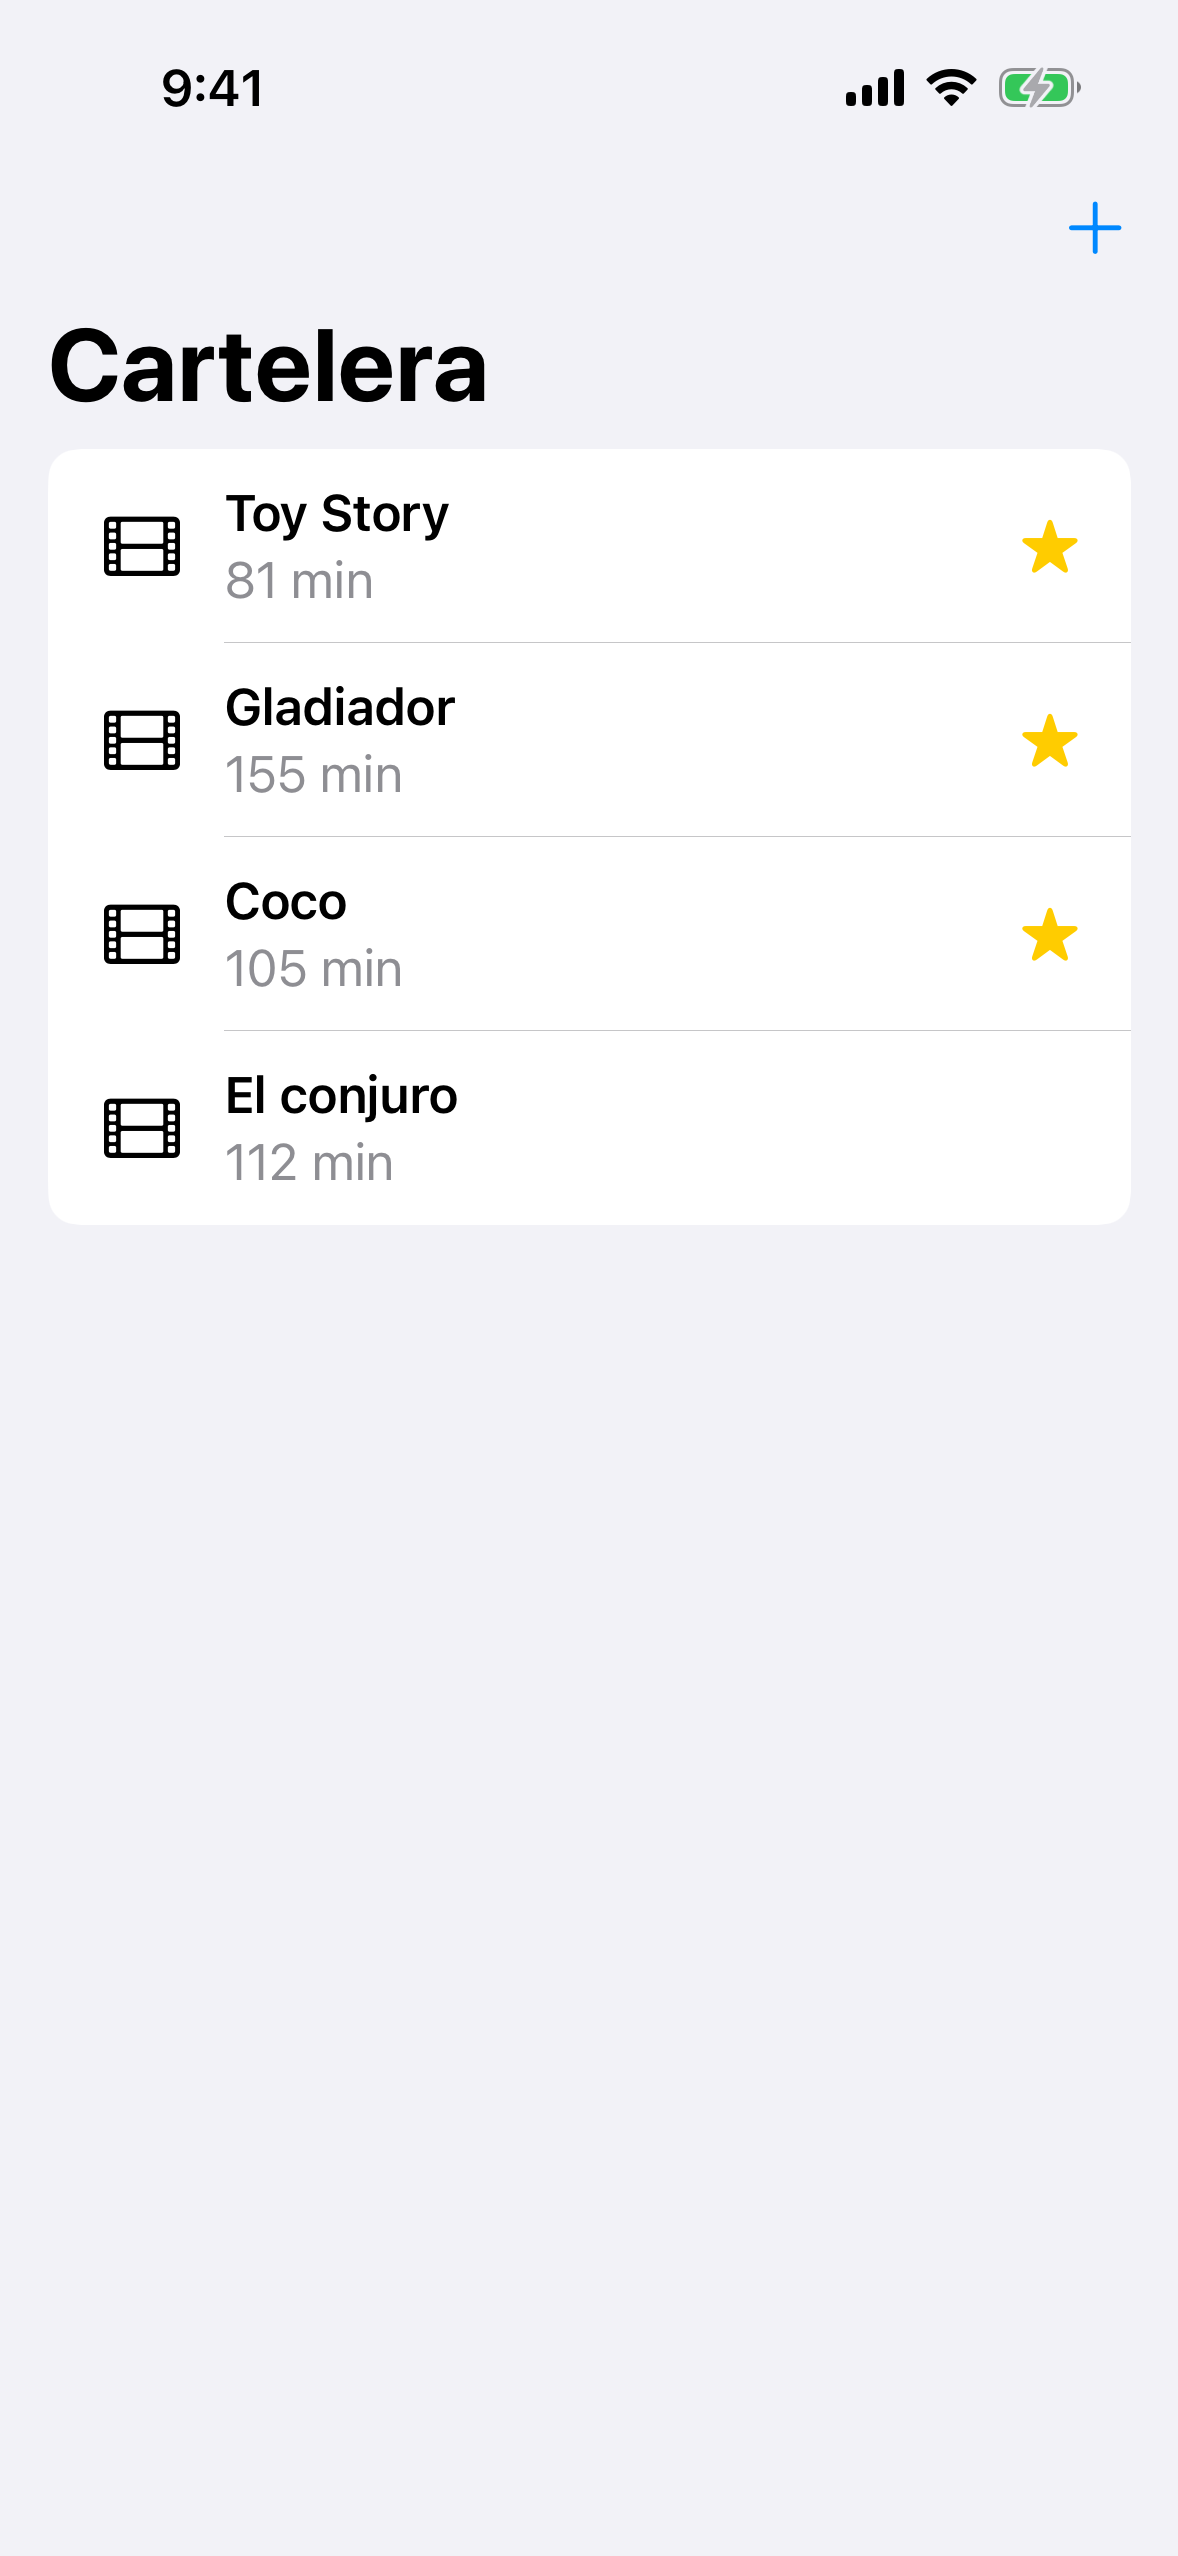 9:41
Cartelera
Toy Story
81 min
Gladiador
155 min
Coco
105 min
El conjuro
112 min